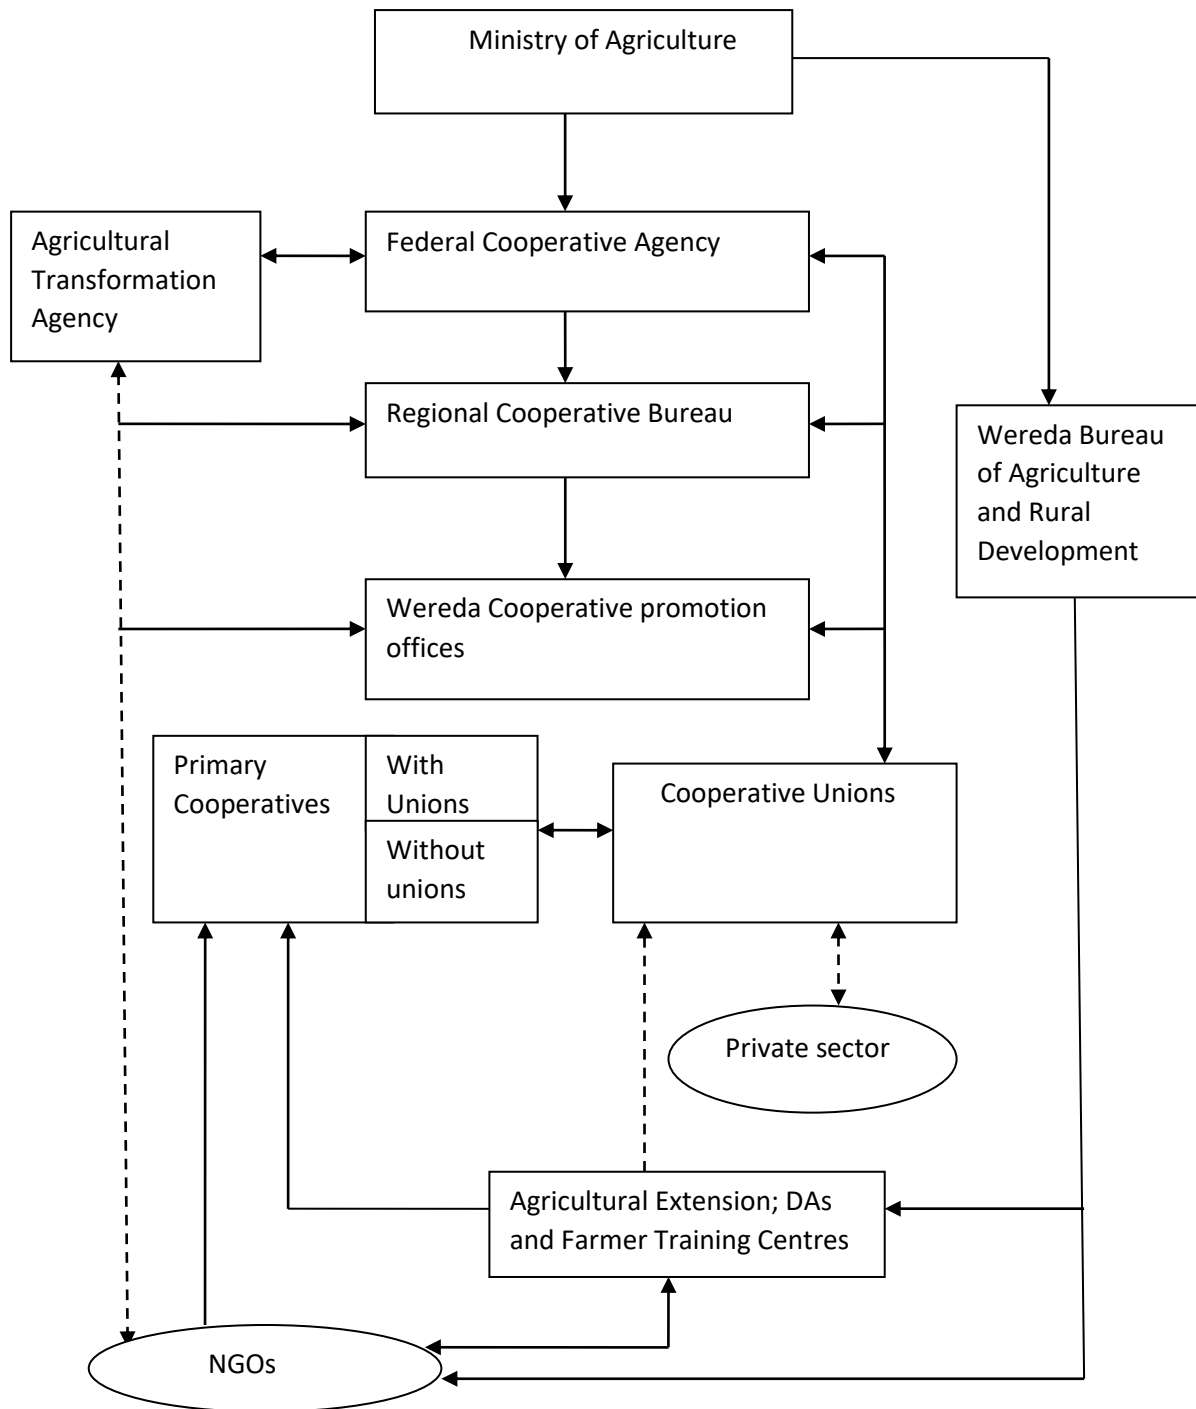 Ministry of Agriculture
Agricultural
Transformation
Agency
Federal Cooperative Agency
Regional Cooperative Bureau
Wereda Bureau
of Agriculture
and Rural
Development
Wereda Cooperative promotion
offices
Primary
Cooperatives
With
Unions
Without
unions
Cooperative Unions
Private sector
Agricultural Extension; DAs
and Farmer Training Centres
NGOs